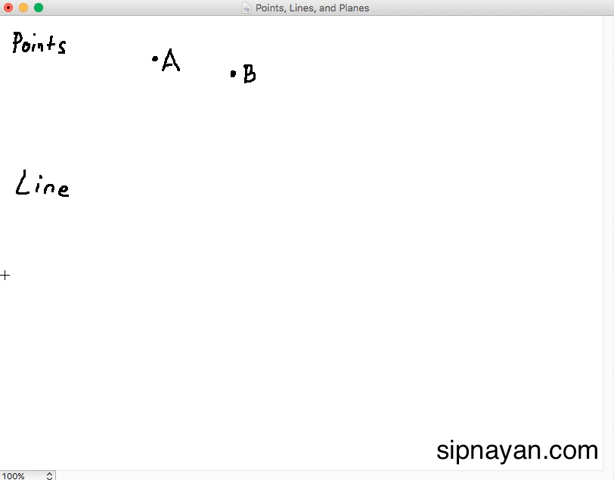 Points, Lines, and Planes
Points
A
B
Line
sipnayan.com
100%